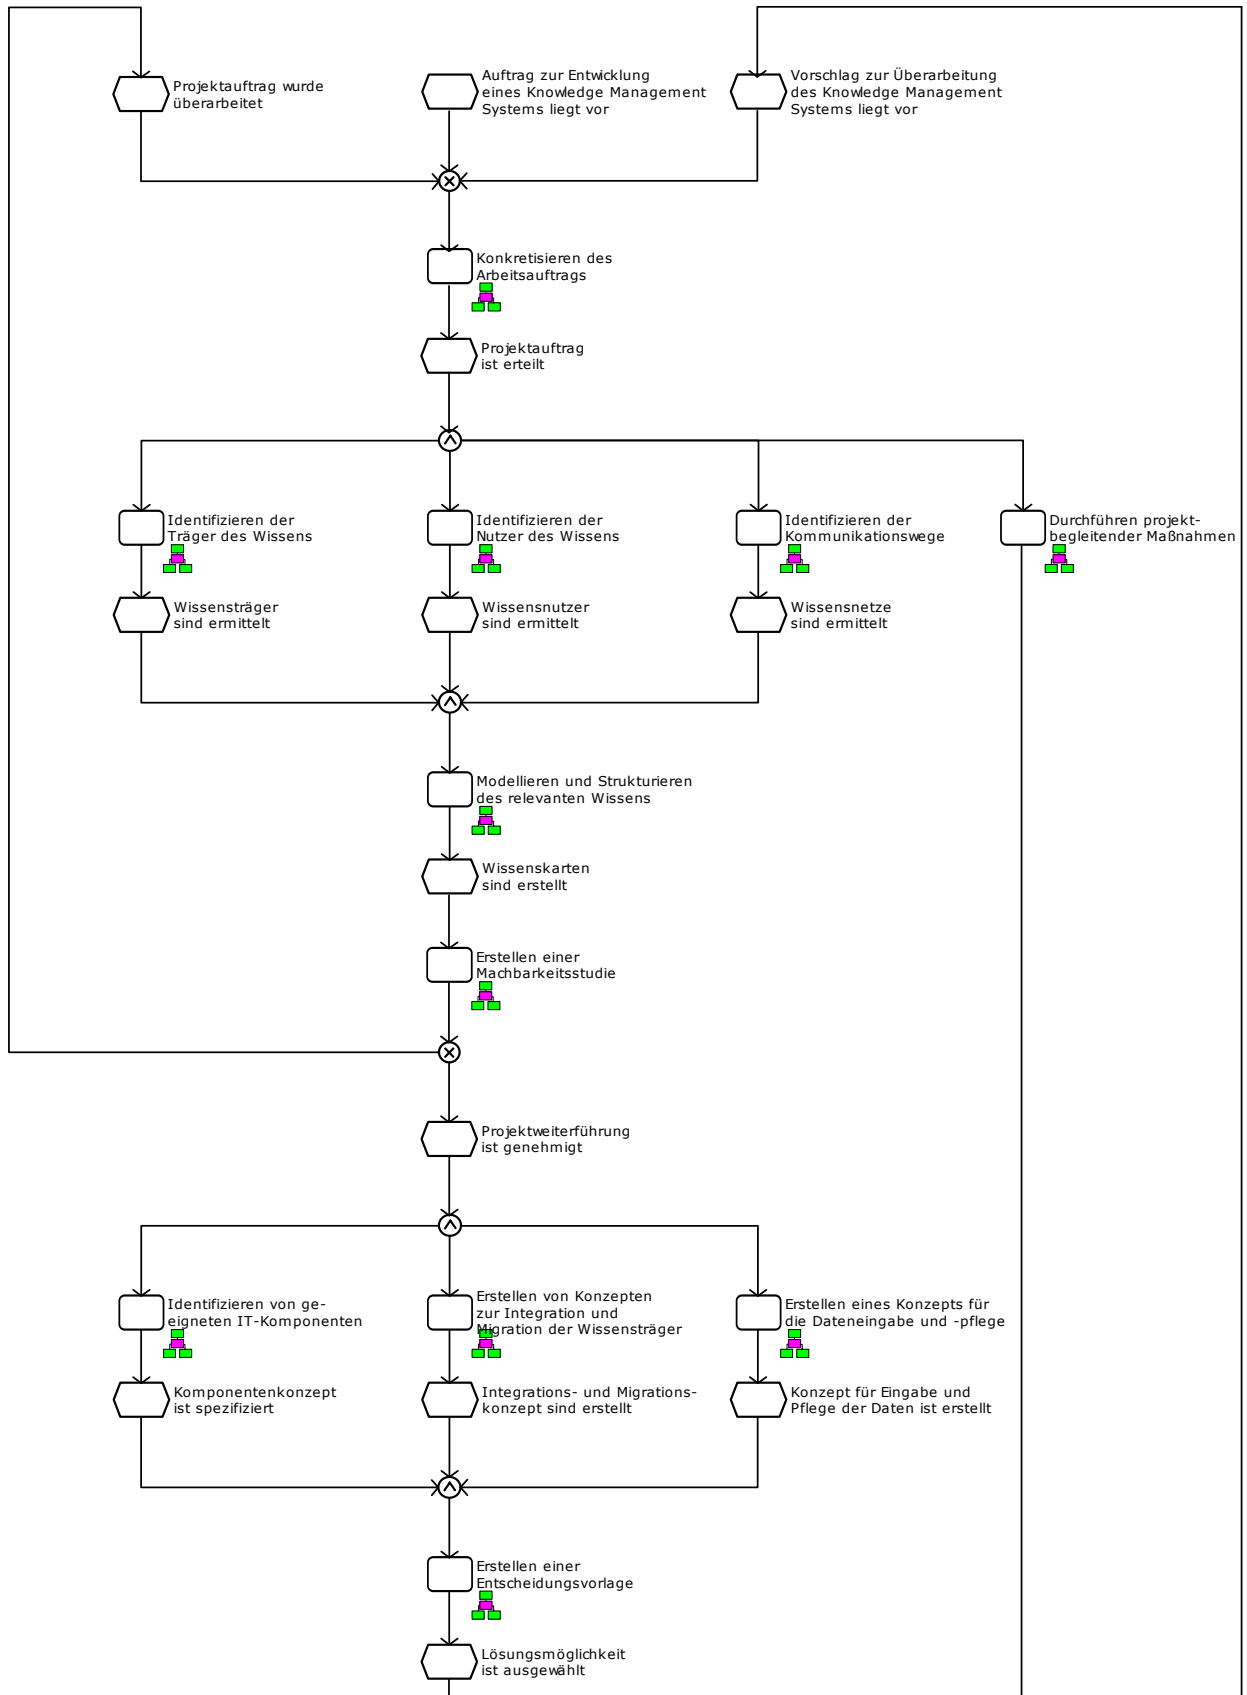 Projektauftrag wurde
überarbeitet
Auftrag zur Entwicklung
eines Knowledge Management
Systems liegt vor
Vorschlag zur Überarbeitung
des Knowledge Management
Systems liegt vor
Konkretisieren des
Arbeitsauftrags
Projektauftrag
ist erteilt
Identifizieren der
Träger des Wissens
Identifizieren der
Nutzer des Wissens
Identifizieren der
Kommunikationswege
Durchführen projekt-
begleitender Maßnahmen
Wissensträger
sind ermittelt
Wissensnutzer
sind ermittelt
Wissensnetze
sind ermittelt
Modellieren und Strukturieren
des relevanten Wissens
Wissenskarten
sind erstellt
Erstellen einer
Machbarkeitsstudie
Projektweiterführung
ist genehmigt
Identifizieren von ge-
eigneten IT-Komponenten
Erstellen von Konzepten
zur Integration und
Migration der Wissensträger
Erstellen eines Konzepts für
die Dateneingabe und -pflege
Komponentenkonzept
ist spezifiziert
Integrations- und Migrations-
konzept sind erstellt
Konzept für Eingabe und
Pflege der Daten ist erstellt
Erstellen einer
Entscheidungsvorlage
Lösungsmöglichkeit
ist ausgewählt